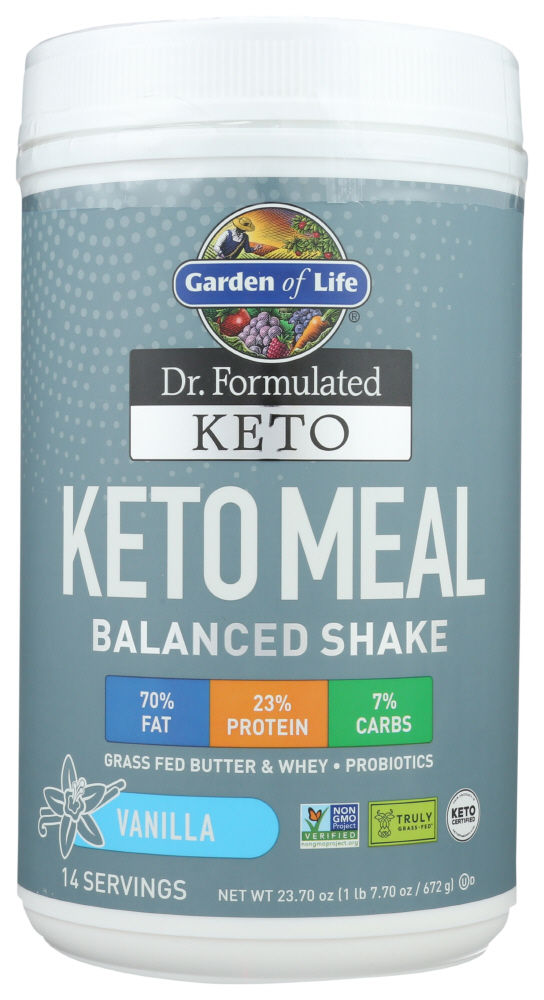 Garden of Life
®
Dr. Formulated
KETO
KETO MEAL
BALANCED SHAKE
70%
FAT
23%
PROTEIN
7%
CARBS
GRASS FED BUTTER & WHEY • PROBIOTICS
VANILLA
NON
GMO
Project
VERIFIED
nongmoproject.org
TRULY
GRASS-FED
KETO
CERTIFIED
14 SERVINGS
NET WT 23.70 oz (1 lb 7.70 oz / 672 g) U D